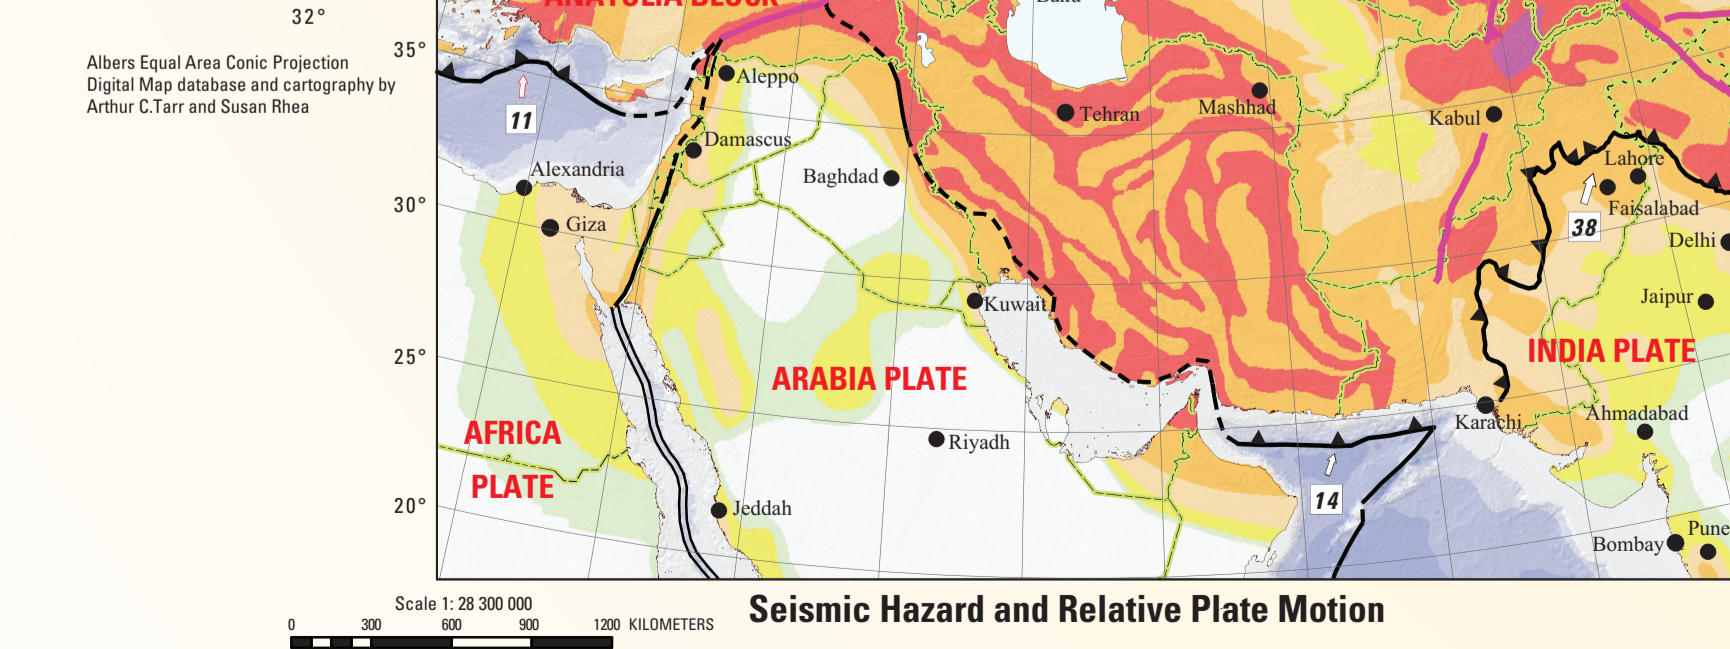 ANATOLIA BLOCK
Baku
32°
35°
Albers Equal Area Conic Projection
Digital Map database and cartography by
Arthur C.Tarr and Susan Rhea
Aleppo
Tehran
Mashhad
Kabul
11
Damascus
Lahore
Alexandria
Baghdad
Faisalabad
30°
Giza
38
Delhi
Kuwait
Jaipur
25°
ARABIA PLATE
INDIA PLATE
AFRICA
PLATE
Riyadh
Karachi
Ahmadabad
20°
Jeddah
14
Bombay
Pune
Scale 1: 28 300 000
Seismic Hazard and Relative Plate Motion
0 300 600 900 1200 KILOMETERS